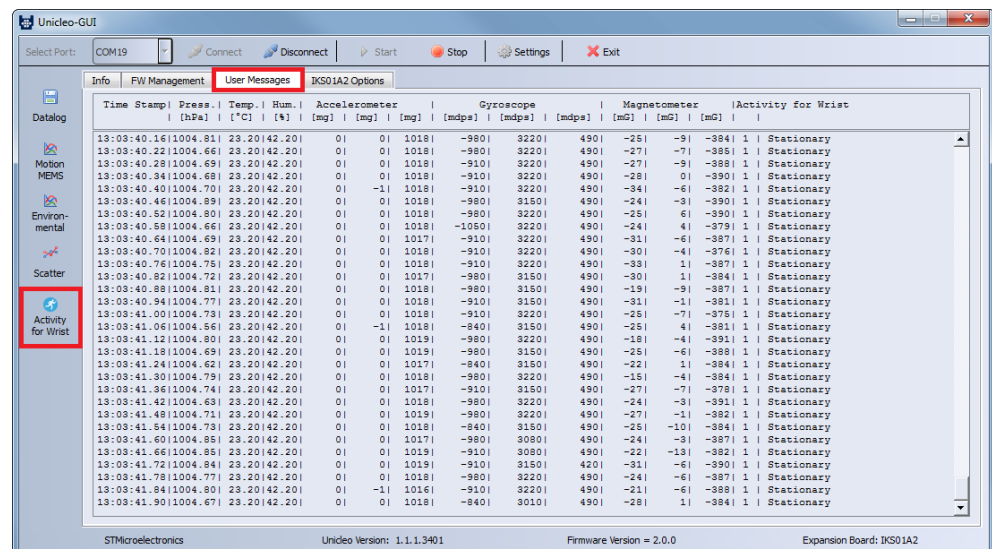 Unicleo-GUI
Select Port: COM19 Connect Disconnect Start Stop Settings Exit
Info FW Management User Messages IKS01A2 Options
Datalog
Motion
MEMS
Environ-
mental
Scatter
Activity
for Wrist
Time Stamp| Press.| Temp.| Hum.| Accelerometer | Gyroscope | Magnetometer |Activity for Wrist
| [hPa] | [°C] | [%] | [mg] | [mg] | [mg] | [mdps] | [mdps] | [mdps] | [mG] | [mG] | [mG] | |
13:03:40.16|1004.81| 23.20|42.20| 0| 0| 1018| -980| 3220| 490| -25| -9| -384| 1 | Stationary
13:03:40.22|1004.66| 23.20|42.20| 0| 0| 1018| -980| 3220| 490| -27| -7| -385| 1 | Stationary
13:03:40.28|1004.69| 23.20|42.20| 0| 0| 1018| -910| 3220| 490| -27| -9| -388| 1 | Stationary
13:03:40.34|1004.68| 23.20|42.20| 0| 0| 1018| -910| 3220| 490| -28| 0| -390| 1 | Stationary
13:03:40.40|1004.70| 23.20|42.20| 0| -1| 1018| -910| 3220| 490| -34| -6| -382| 1 | Stationary
13:03:40.46|1004.89| 23.20|42.20| 0| 0| 1018| -980| 3150| 490| -24| -3| -390| 1 | Stationary
13:03:40.52|1004.80| 23.20|42.20| 0| 0| 1018| -980| 3220| 490| -25| 6| -390| 1 | Stationary
13:03:40.58|1004.66| 23.20|42.20| 0| 0| 1018| -1050| 3220| 490| -24| 4| -379| 1 | Stationary
13:03:40.64|1004.69| 23.20|42.20| 0| 0| 1017| -910| 3220| 490| -31| -6| -387| 1 | Stationary
13:03:40.70|1004.82| 23.20|42.20| 0| 0| 1018| -910| 3220| 490| -30| -4| -376| 1 | Stationary
13:03:40.76|1004.75| 23.20|42.20| 0| 0| 1018| -910| 3220| 490| -33| 1| -387| 1 | Stationary
13:03:40.82|1004.72| 23.20|42.20| 0| 0| 1017| -980| 3150| 490| -30| 1| -384| 1 | Stationary
13:03:40.88|1004.81| 23.20|42.20| 0| 0| 1018| -980| 3150| 490| -19| -9| -387| 1 | Stationary
13:03:40.94|1004.77| 23.20|42.20| 0| 0| 1018| -910| 3150| 490| -31| -1| -381| 1 | Stationary
13:03:41.00|1004.73| 23.20|42.20| 0| 0| 1018| -910| 3220| 490| -25| -7| -375| 1 | Stationary
13:03:41.06|1004.56| 23.20|42.20| 0| -1| 1018| -840| 3150| 490| -25| 4| -381| 1 | Stationary
13:03:41.12|1004.80| 23.20|42.20| 0| 0| 1019| -980| 3220| 490| -18| -4| -391| 1 | Stationary
13:03:41.18|1004.69| 23.20|42.20| 0| 0| 1019| -980| 3150| 490| -25| -6| -388| 1 | Stationary
13:03:41.24|1004.62| 23.20|42.20| 0| 0| 1017| -840| 3150| 490| -22| 1| -384| 1 | Stationary
13:03:41.30|1004.79| 23.20|42.20| 0| 0| 1018| -980| 3220| 490| -15| -4| -384| 1 | Stationary
13:03:41.36|1004.74| 23.20|42.20| 0| 0| 1017| -910| 3150| 490| -27| -7| -378| 1 | Stationary
13:03:41.42|1004.63| 23.20|42.20| 0| 0| 1018| -980| 3220| 490| -24| -3| -391| 1 | Stationary
13:03:41.48|1004.71| 23.20|42.20| 0| 0| 1019| -980| 3220| 490| -27| -1| -382| 1 | Stationary
13:03:41.54|1004.73| 23.20|42.20| 0| 0| 1018| -840| 3150| 490| -25| -10| -384| 1 | Stationary
13:03:41.60|1004.85| 23.20|42.20| 0| 0| 1017| -980| 3080| 490| -24| -3| -387| 1 | Stationary
13:03:41.66|1004.85| 23.20|42.20| 0| 0| 1019| -910| 3080| 490| -22| -13| -382| 1 | Stationary
13:03:41.72|1004.84| 23.20|42.20| 0| 0| 1019| -910| 3150| 420| -31| -6| -390| 1 | Stationary
13:03:41.78|1004.77| 23.20|42.20| 0| 0| 1018| -980| 3220| 490| -24| -6| -387| 1 | Stationary
13:03:41.84|1004.80| 23.20|42.20| 0| -1| 1016| -910| 3220| 490| -21| -6| -388| 1 | Stationary
13:03:41.90|1004.67| 23.20|42.20| 0| 0| 1018| -840| 3010| 490| -28| 1| -384| 1 | Stationary
STMicroelectronics Unicleo Version: 1.1.1.3401 Firmware Version = 2.0.0 Expansion Board: IKS01A2